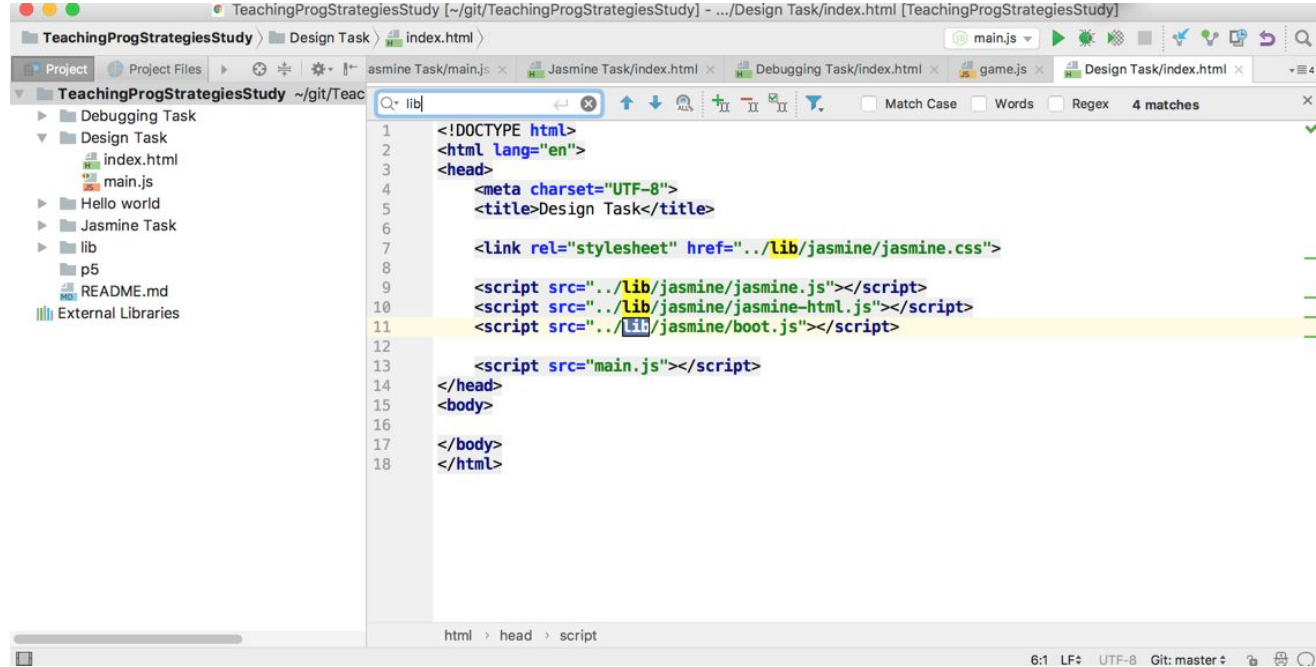 TeachingProgStrategiesStudy [~/git/TeachingProgStrategiesStudy] - .../Design Task/index.html [TeachingProgStrategiesStudy]
TeachingProgStrategiesStudy Design Task index.html main.js
Project Project Files asmine Task/main.js Jasmine Task/index.html Debugging Task/index.html game.js Design Task/index.html 4
TeachingProgStrategiesStudy ~/git/Teac
Debugging Task
Design Task
index.html
main.js
Hello world
Jasmine Task
lib
p5
README.md
External Libraries
lib Match Case Words Regex 4 matches
1 <!DOCTYPE html>
2 <html lang="en">
3 <head>
4 <meta charset="UTF-8">
5 <title>Design Task</title>
6
7 <link rel="stylesheet" href="../lib/jasmine/jasmine.css">
8
9 <script src="../lib/jasmine/jasmine.js"></script>
10 <script src="../lib/jasmine/jasmine-html.js"></script>
11 <script src="../lib/jasmine/boot.js"></script>
12
13 <script src="main.js"></script>
14 </head>
15 <body>
16
17 </body>
18 </html>
html › head › script
6:1 LF UTF-8 Git: master